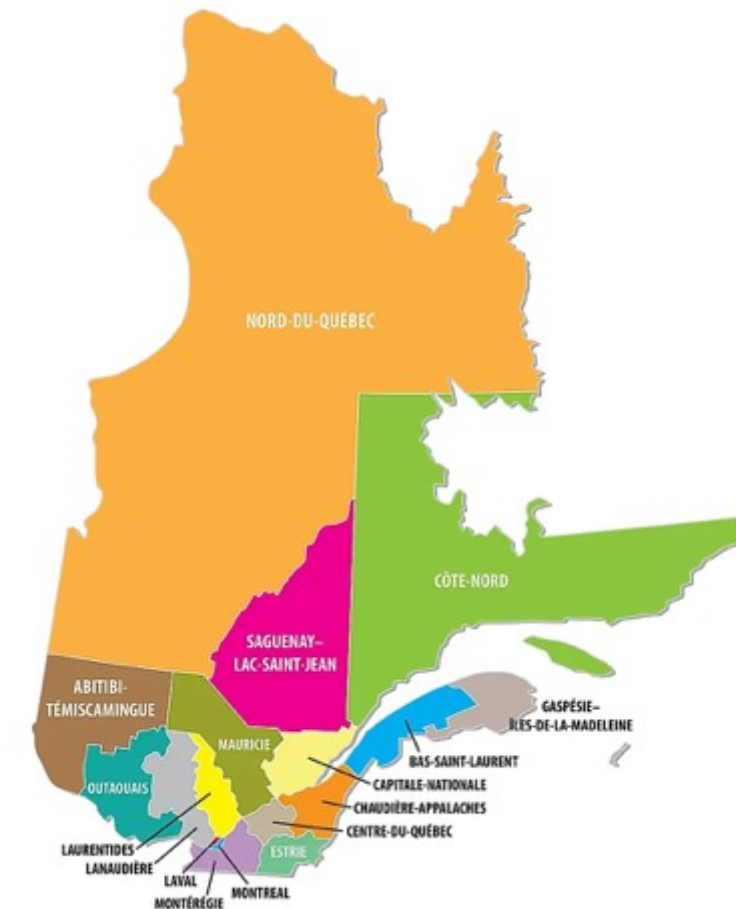 NORD-DU-QUÉBEC
CÔTE-NORD
SAGUENAY–
LAC-SAINT-JEAN
ABITIBI-
TÉMISCAMINGUE
GASPÉSIE–
ÎLES-DE-LA-MADELEINE
MAURICIE
BAS-SAINT-LAURENT
OUTAOUAIS
CAPITALE-NATIONALE
CHAUDIÈRE-APPALACHES
CENTRE-DU-QUÉBEC
LAURENTIDES
ESTRIE
LANAUDIÈRE
LAVAL
MONTREAL
MONTÉRÉGIE